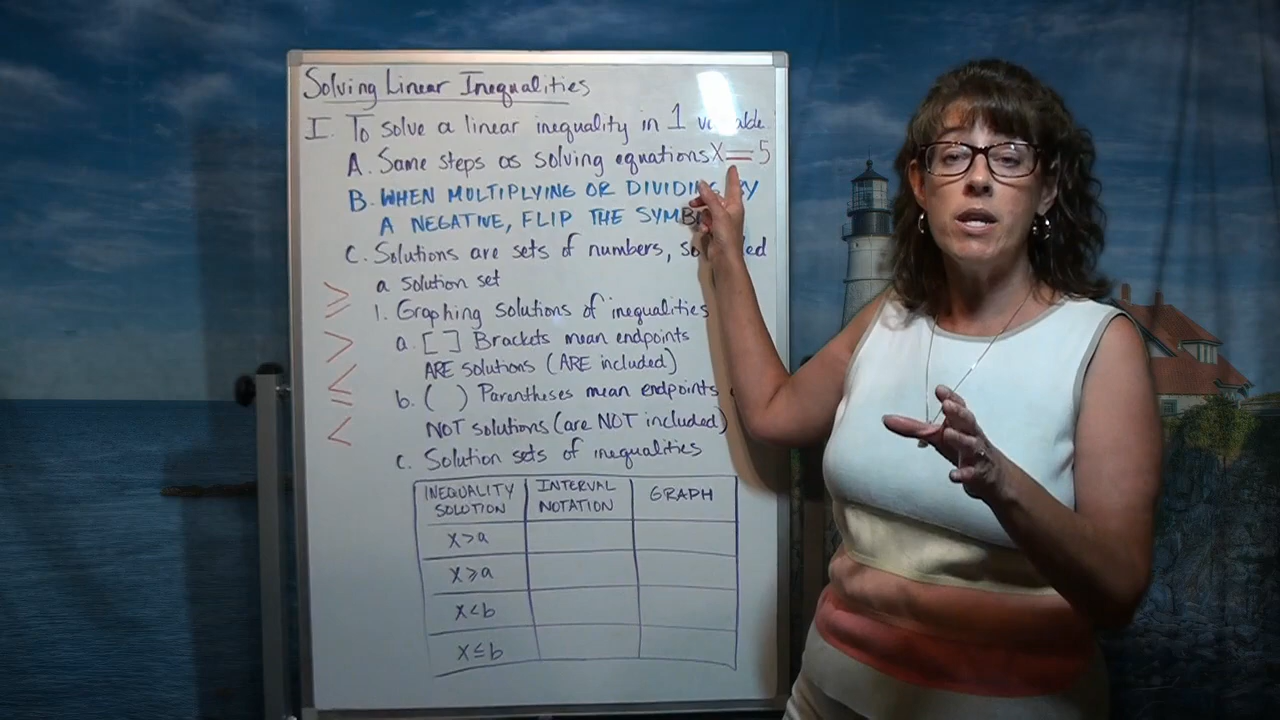 Solving Linear Inequalities
I. To solve a linear inequality in 1
A. Same steps as solving equations x = 5
B. WHEN MULTIPLYING OR DIVIDING BY
A NEGATIVE, FLIP THE
C. Solutions are sets of numbers,
a solution set
≥
1. Graphing solutions of inequalities
a. [ ] Brackets mean endpoints
>
ARE solutions (ARE included)
≤
b. ( ) Parentheses mean endpoints
<
NOT solutions (are NOT included)
c. Solution sets of inequalities
INEQUALITY SOLUTION INTERVAL NOTATION GRAPH
x > a
x ≥ a
x < b
x ≤ b